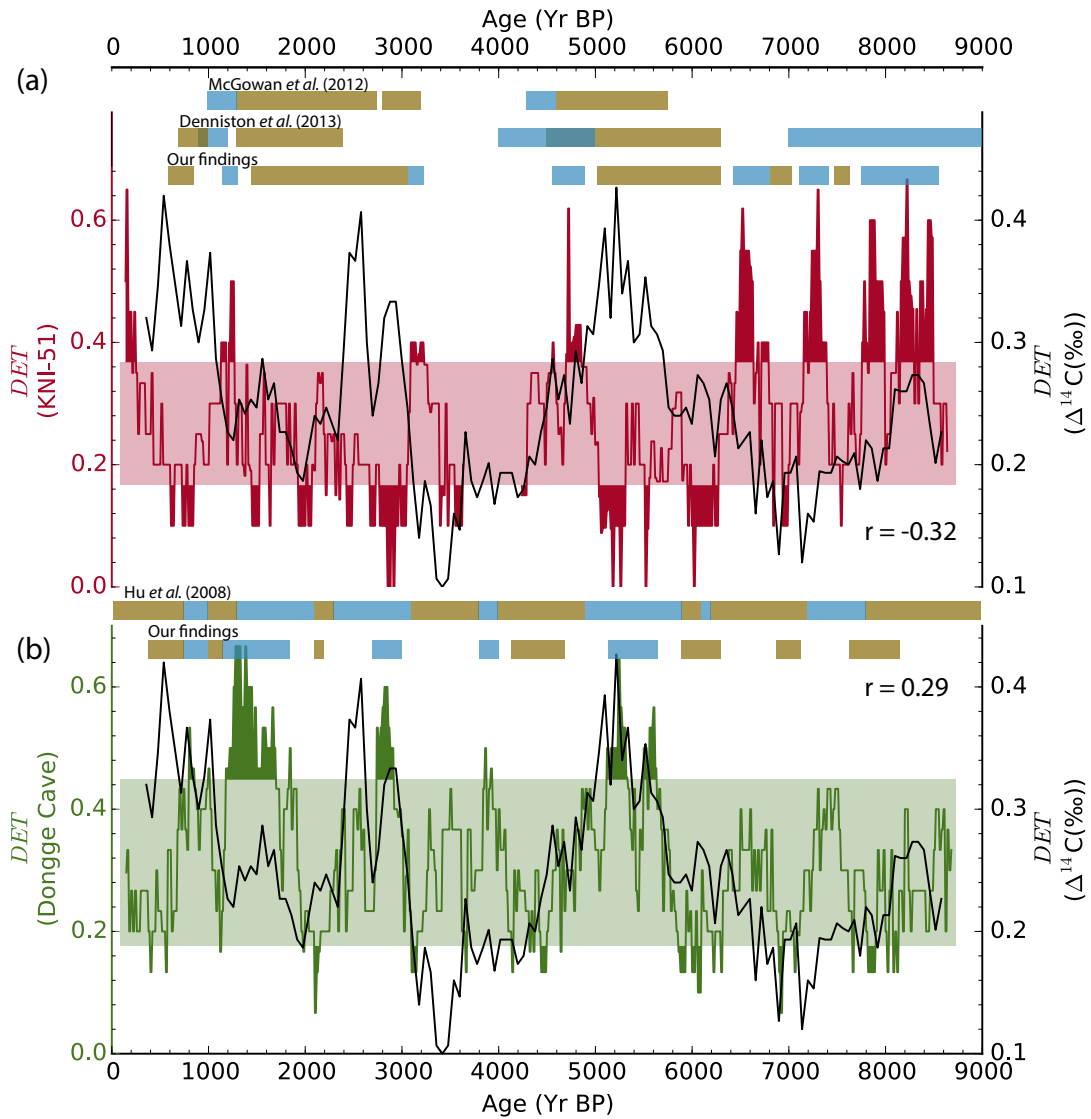 Age (Yr BP)
0 1000 2000 3000 4000 5000 6000 7000 8000 9000
(a)
McGowan et al. (2012)
Denniston et al. (2013)
Our findings
0.6
0.4
0.2
0.0
DET
(KNI-51)
0.4
0.3
0.2
0.1
DET
(Δ14C(‰))
r = -0.32
Hu et al. (2008)
(b)
Our findings
r = 0.29
0.6
0.4
0.2
0.0
DET
(Dongge Cave)
0.4
0.3
0.2
0.1
DET
(Δ14C(‰))
0 1000 2000 3000 4000 5000 6000 7000 8000 9000
Age (Yr BP)